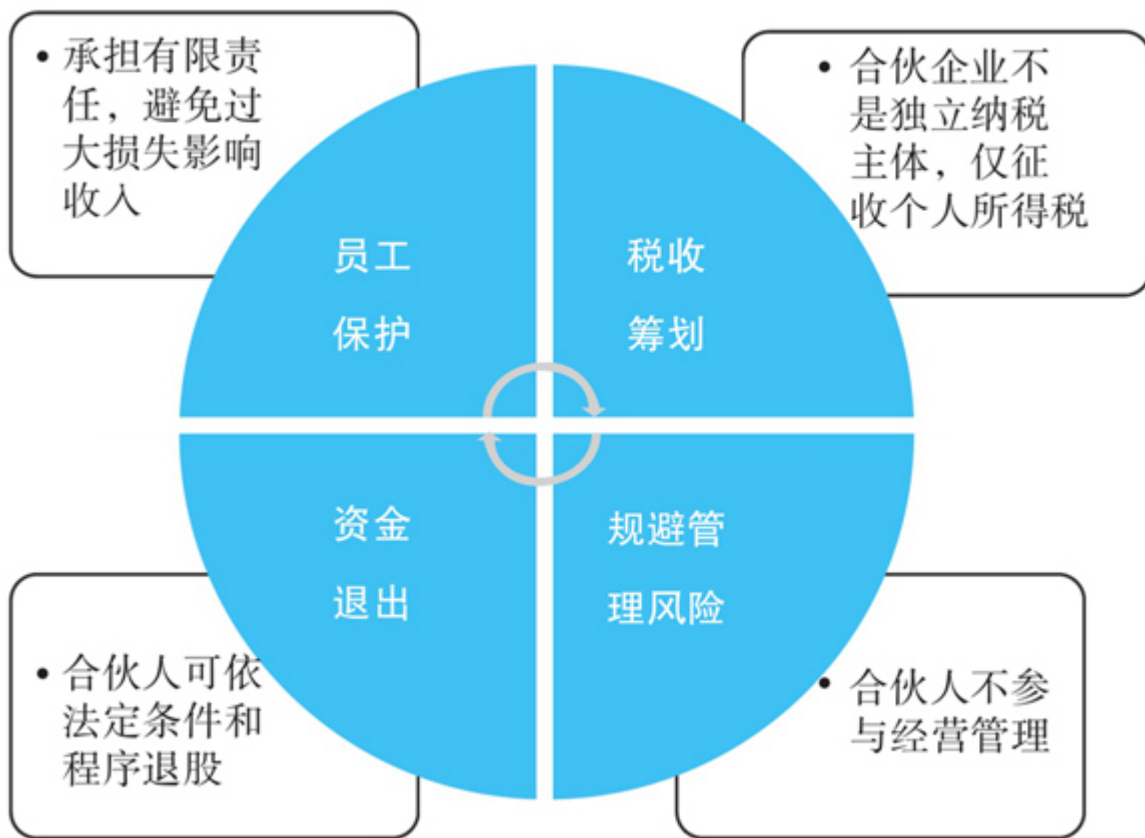 • 承担有限责
任，避免过
大损失影响
收入
• 合伙企业不
是独立纳税
主体，仅征
收个人所得税
员工
保护
税收
筹划
资金
退出
规避管
理风险
• 合伙人可依
法定条件和
程序退股
• 合伙人不参
与经营管理